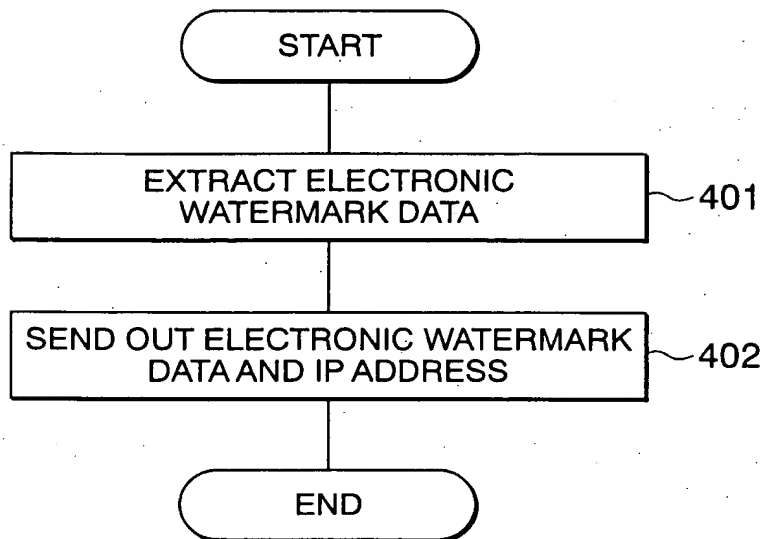 START
EXTRACT ELECTRONIC
WATERMARK DATA
401
SEND OUT ELECTRONIC WATERMARK
DATA AND IP ADDRESS
402
END